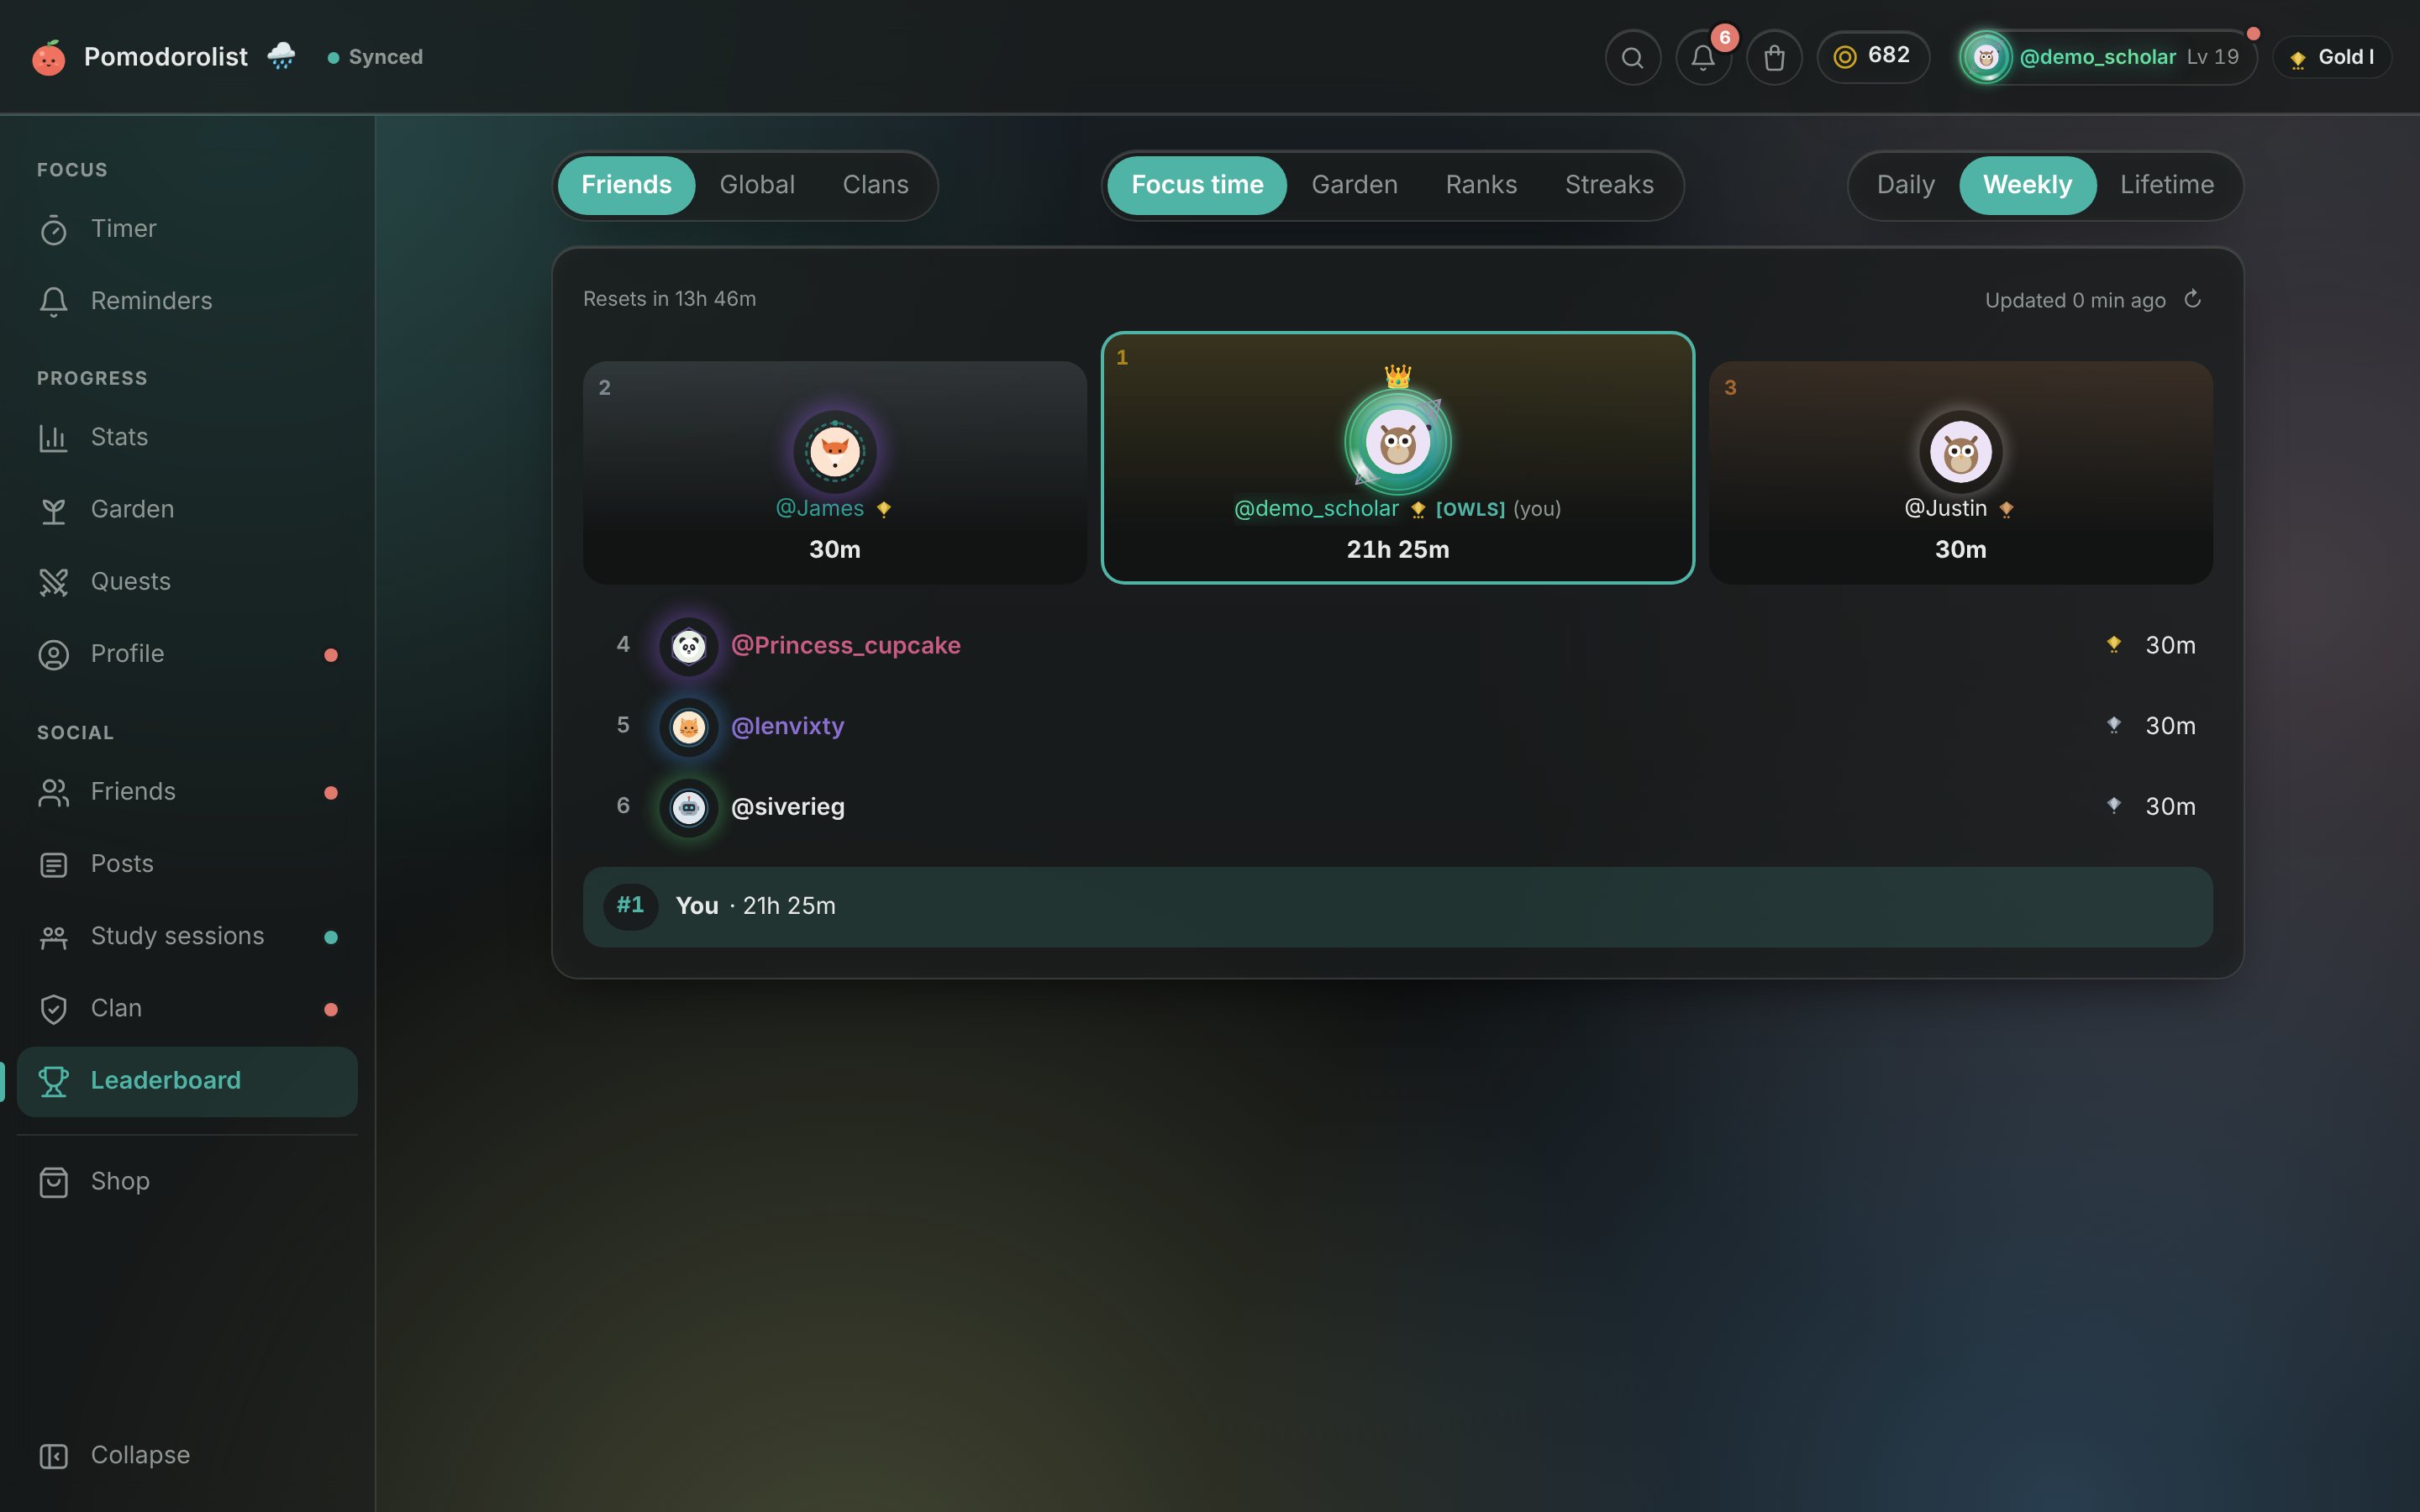 Pomodorolist
Synced
6
682
@demo_scholar Lv 19
Gold I
FOCUS
Timer
Reminders
PROGRESS
Stats
Garden
Quests
Profile
SOCIAL
Friends
Posts
Study sessions
Clan
Leaderboard
Shop
Collapse
Friends Global Clans
Focus time Garden Ranks Streaks
Daily Weekly Lifetime
Resets in 13h 46m
Updated 0 min ago
2
@James
30m
1
@demo_scholar [OWLS] (you)
21h 25m
3
@Justin
30m
4 @Princess_cupcake 30m
5 @lenvixty 30m
6 @siverieg 30m
#1 You · 21h 25m